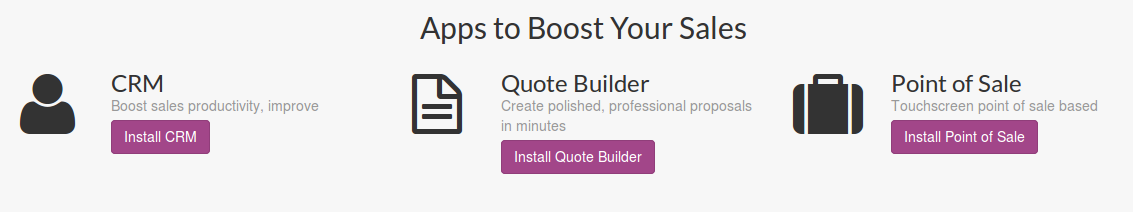 Apps to Boost Your Sales
CRM
Boost sales productivity, improve
Install CRM
Quote Builder
Create polished, professional proposals
in minutes
Install Quote Builder
Point of Sale
Touchscreen point of sale based
Install Point of Sale